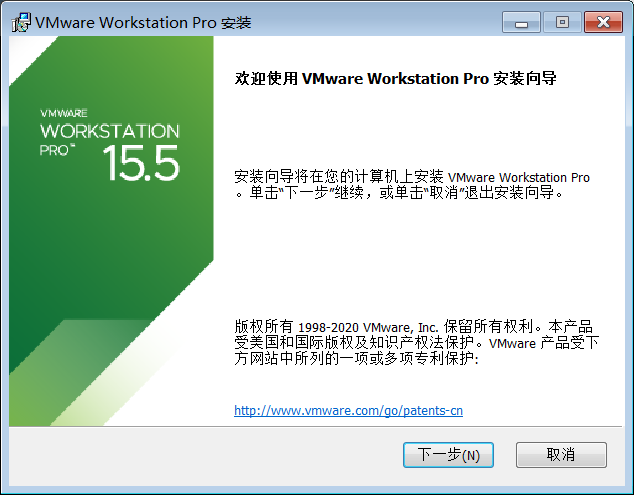 VMware Workstation Pro 安装
VMWARE
WORKSTATION
PRO™
15.5
欢迎使用 VMware Workstation Pro 安装向导
安装向导将在您的计算机上安装 VMware Workstation Pro
。单击“下一步”继续，或单击“取消”退出安装向导。
版权所有 1998-2020 VMware, Inc. 保留所有权利。本产品
受美国和国际版权及知识产权法保护。VMware 产品受下
方网站中所列的一项或多项专利保护:
http://www.vmware.com/go/patents-cn
下一步(N)
取消